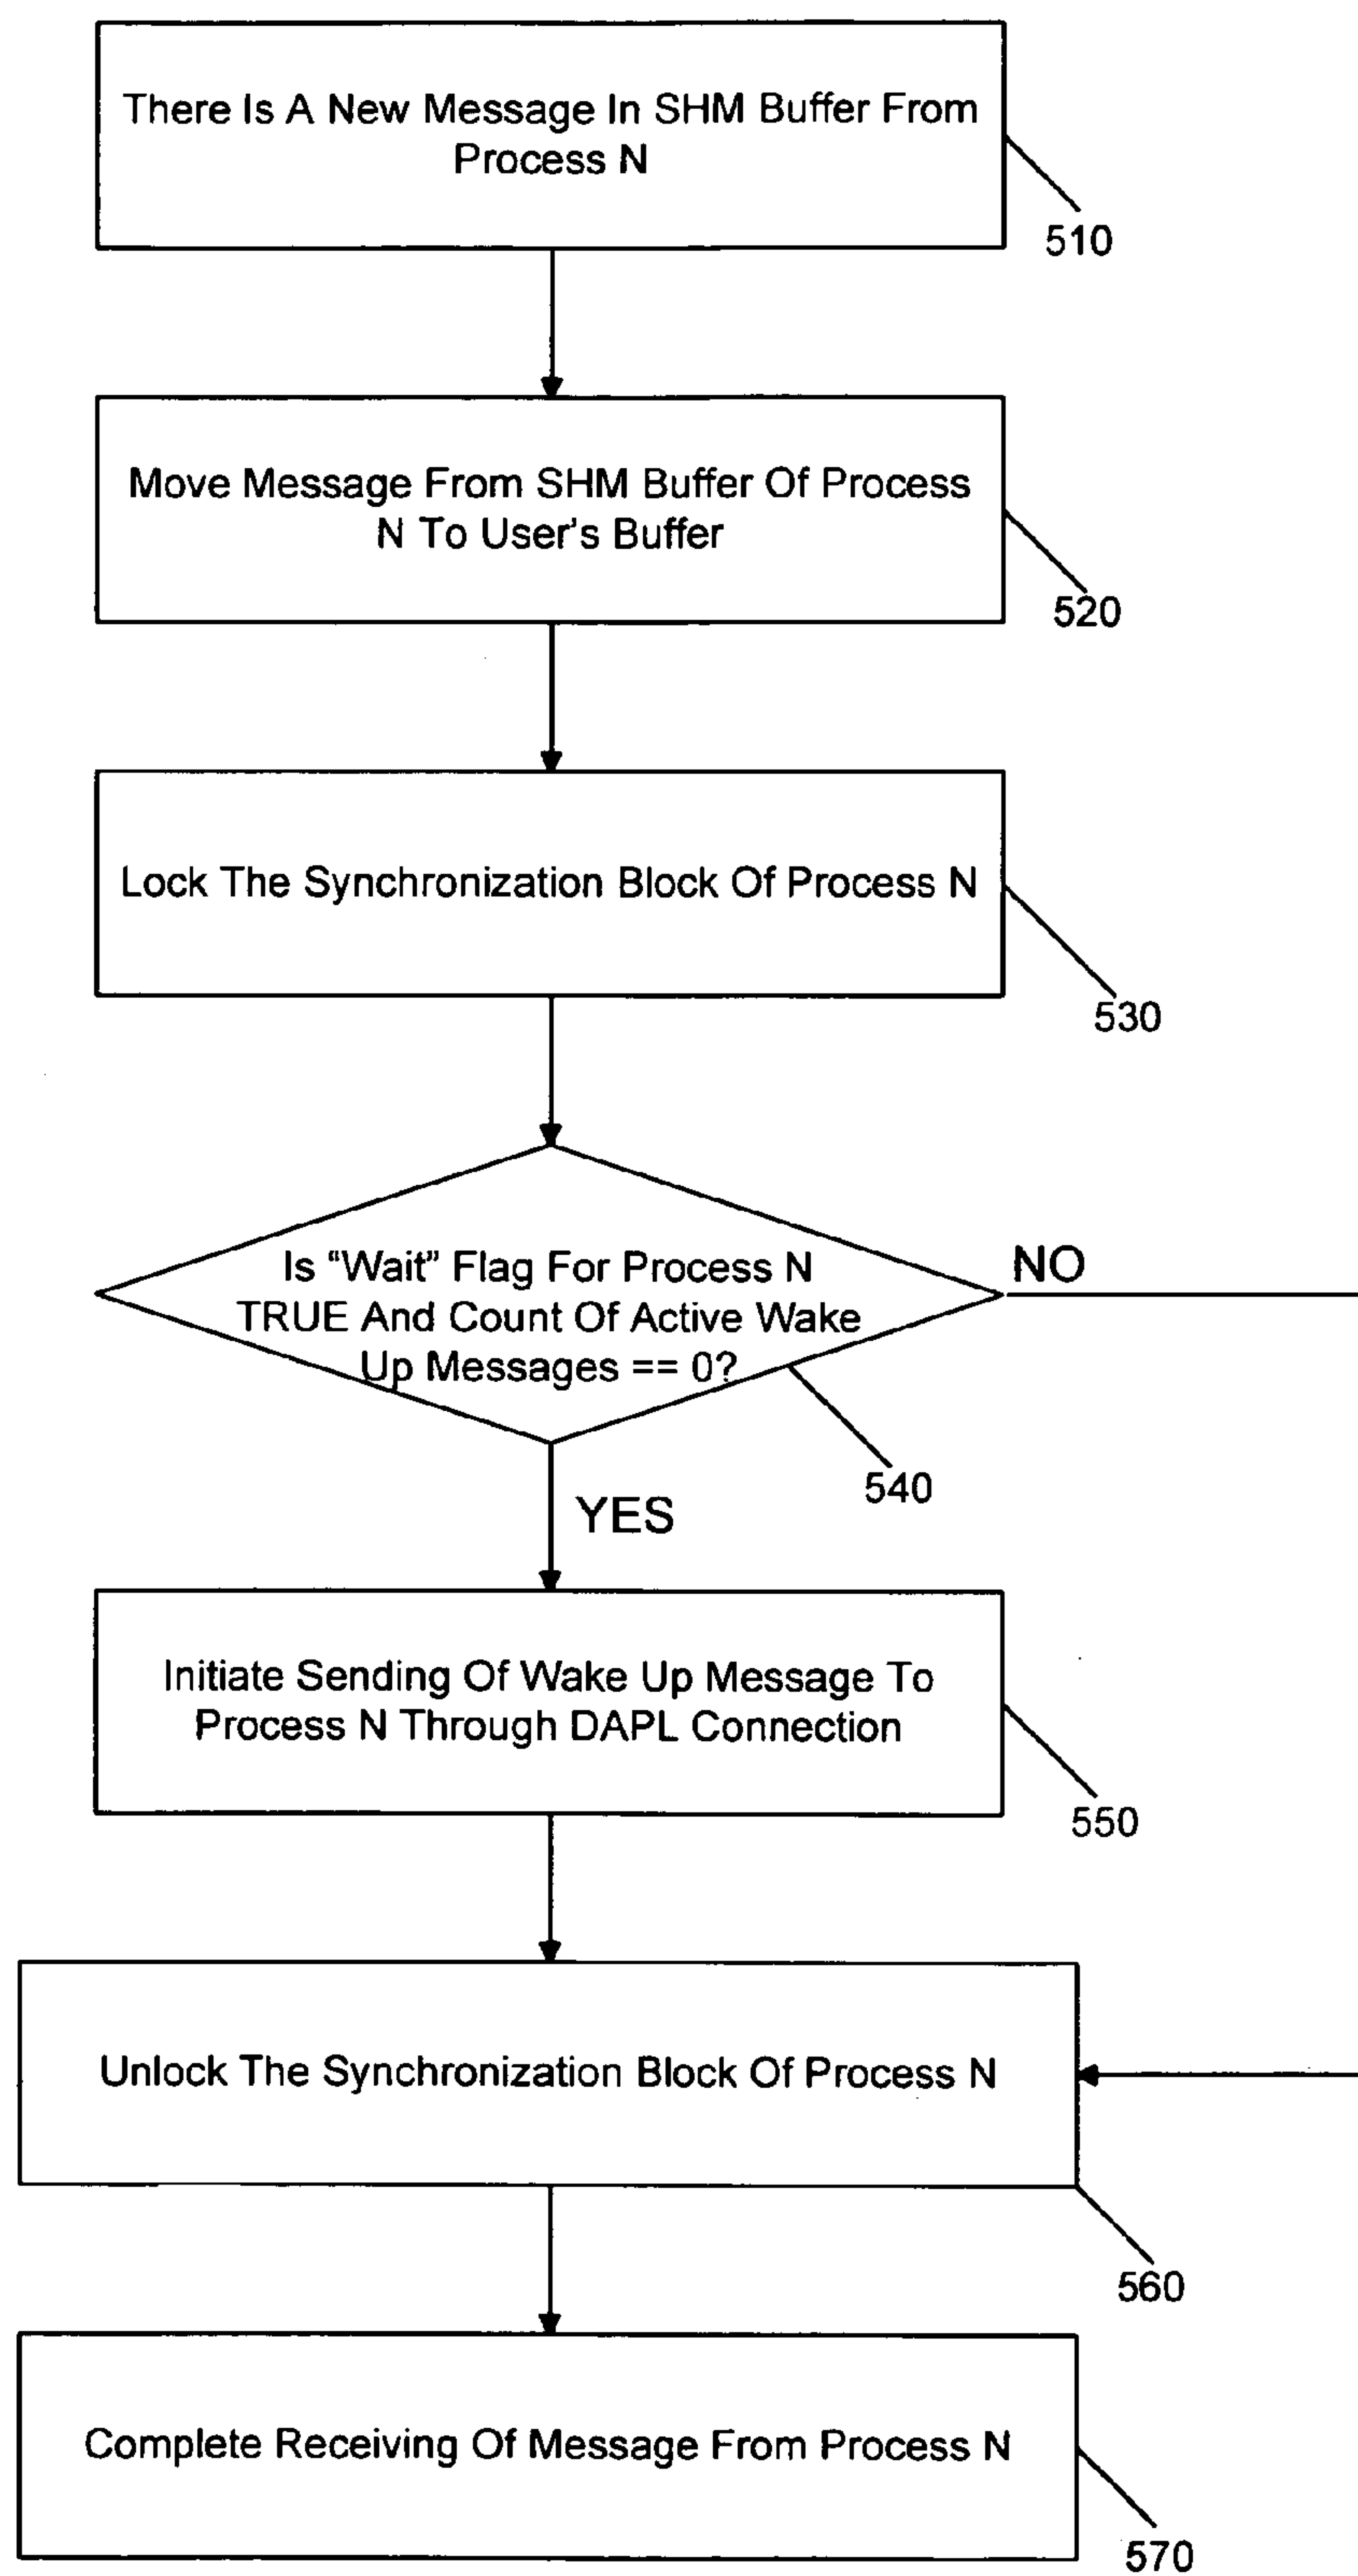 There Is A New Message In SHM Buffer From
Process N
510
Move Message From SHM Buffer Of Process
N To User's Buffer
520
Lock The Synchronization Block Of Process N
530
Is “Wait” Flag For Process N
TRUE And Count Of Active Wake
Up Messages == 0?
NO
540
YES
Initiate Sending Of Wake Up Message To
Process N Through DAPL Connection
550
Unlock The Synchronization Block Of Process N
560
Complete Receiving Of Message From Process N
570